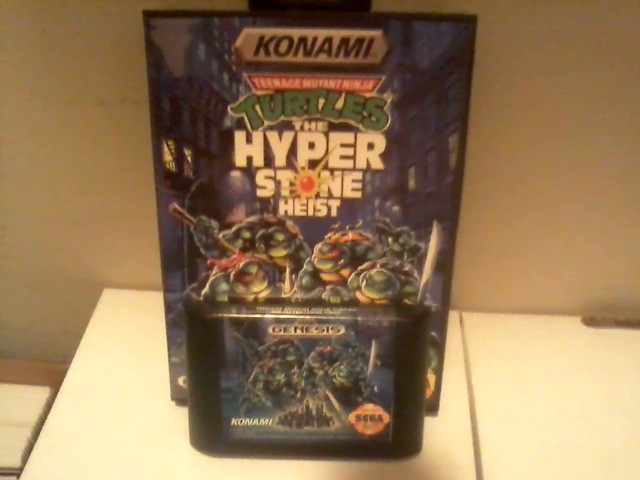 KONAMI
TEENAGE MUTANT NINJA
TURTLES
THE
HYPER
STONE
HEIST
GENESIS
KONAMI
SEGA